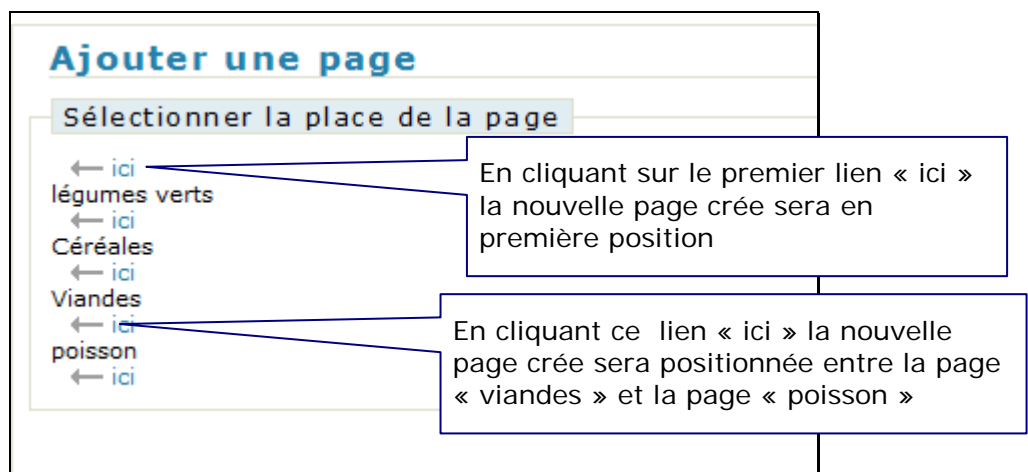 Ajouter une page
Sélectionner la place de la page
← ici
légumes verts
← ici
Céréales
← ici
Viandes
← ici
poisson
← ici
En cliquant sur le premier lien « ici »
la nouvelle page crée sera en
première position
En cliquant ce lien « ici » la nouvelle
page crée sera positionnée entre la page
« viandes » et la page « poisson »